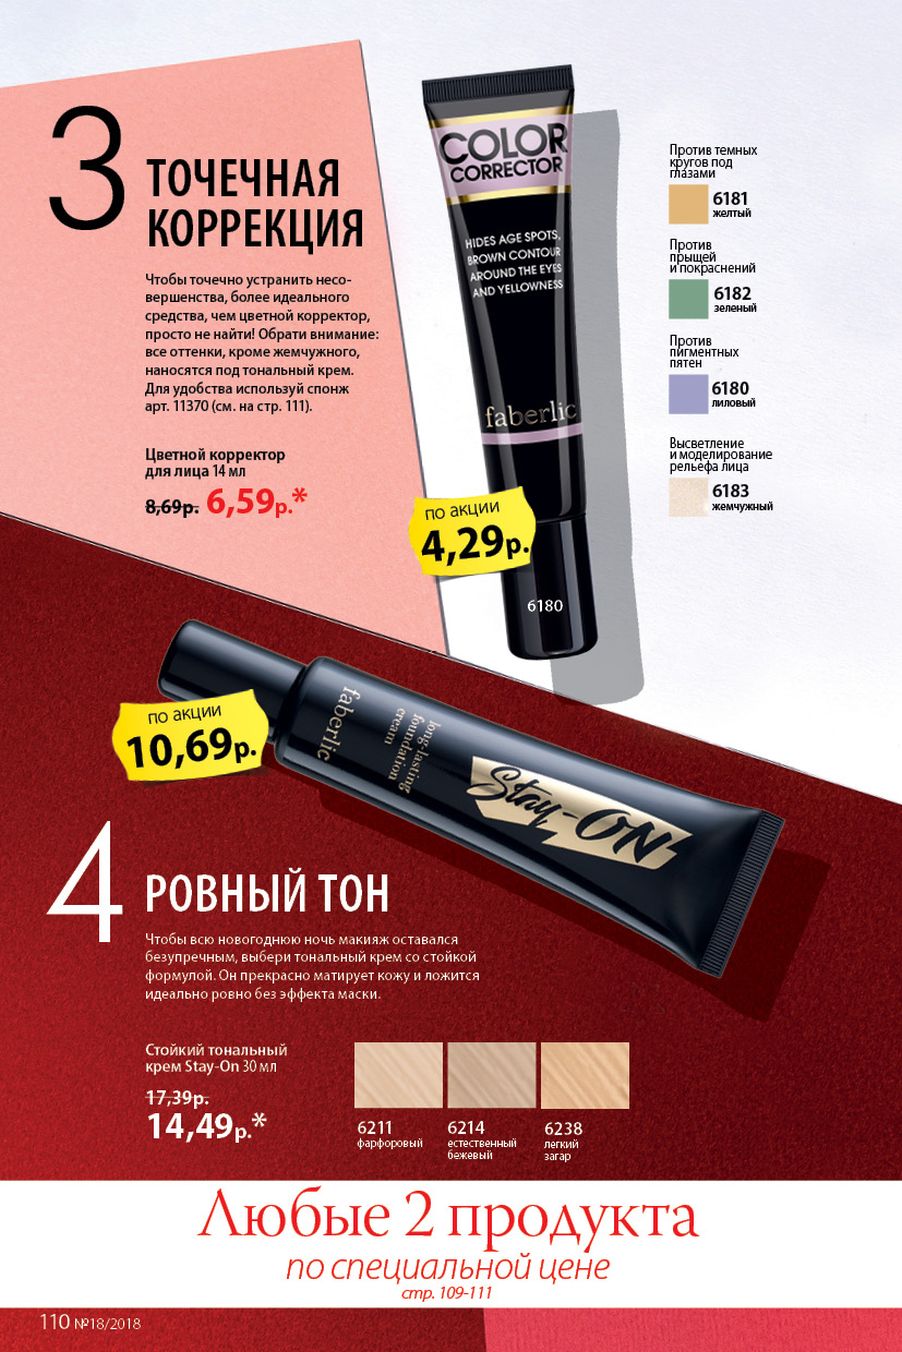 3
ТОЧЕЧНАЯ
КОРРЕКЦИЯ
Чтобы точечно устранить несо-
вершенства, более идеального
средства, чем цветной корректор,
просто не найти! Обрати внимание:
все оттенки, кроме жемчужного,
наносятся под тональный крем.
Для удобства используй спонж
арт. 11370 (см. на стр. 111).
Цветной корректор
для лица 14 мл
8,69р. 6,59р.*
COLOR
CORRECTOR
HIDES AGE SPOTS,
BROWN CONTOUR
AROUND THE EYES
AND YELLOWNESS
faberlic
по акции
4,29р.
6180
Против темных
кругов под
глазами
6181
желтый
Против
прыщей
и покраснений
6182
зеленый
Против
пигментных
пятен
6180
лиловый
Высветление
и моделирование
рельефа лица
6183
жемчужный
по акции
10,69р.
faberlic
long-lasting
foundation
cream
Stay-ON
4
РОВНЫЙ ТОН
Чтобы всю новогоднюю ночь макияж оставался
безупречным, выбери тональный крем со стойкой
формулой. Он прекрасно матирует кожу и ложится
идеально ровно без эффекта маски.
Стойкий тональный
крем Stay-On 30 мл
17,39р.
14,49р.*
6211
фарфоровый
6214
естественный
бежевый
6238
легкий
загар
Любые 2 продукта
по специальной цене
стр. 109-111
110 №18/2018